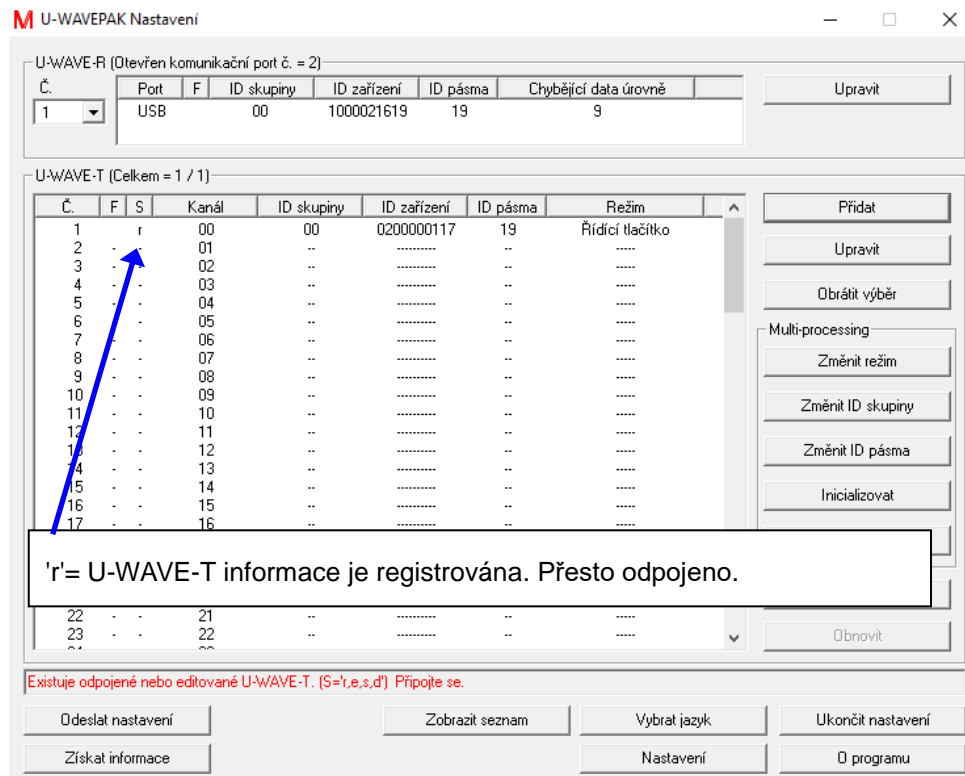 M U-WAVEPAK Nastavení
U-WAVE-R (Otevřen komunikační port č. = 2)
Č. Port F ID skupiny ID zařízení ID pásma Chybějící data úrovně Upravit
1 USB 00 1000021619 19 9
U-WAVE-T (Celkem = 1 / 1)
Č. F S Kanál ID skupiny ID zařízení ID pásma Režim Přidat
1 r 00 00 0200000117 19 Řídící tlačítko
2 - - 01 -- ---------- -- ----- Upravit
3 - - 02 -- ---------- -- -----
4 - - 03 -- ---------- -- -----
5 - - 04 -- ---------- -- ----- Obrátit výběr
6 - - 05 -- ---------- -- -----
7 - - 06 -- ---------- -- ----- Multi-processing
8 - - 07 -- ---------- -- ----- Změnit režim
9 - - 08 -- ---------- -- -----
10 - - 09 -- ---------- -- -----
11 - - 10 -- ---------- -- ----- Změnit ID skupiny
12 - - 11 -- ---------- -- -----
13 - - 12 -- ---------- -- ----- Změnit ID pásma
14 - - 13 -- ---------- -- -----
15 - - 14 -- ---------- -- ----- Inicializovat
16 - - 15 -- ---------- -- -----
17 - - 16 -- ---------- -- -----
'r'= U-WAVE-T informace je registrována. Přesto odpojeno.
22 - - 21 -- ---------- -- -----
23 - - 22 -- ---------- -- ----- Obnovit
Existuje odpojené nebo editované U-WAVE-T. (S='r,e,s,d') Připojte se.
Odeslat nastavení Zobrazit seznam Vybrat jazyk Ukončit nastavení
Získat informace Nastavení O programu